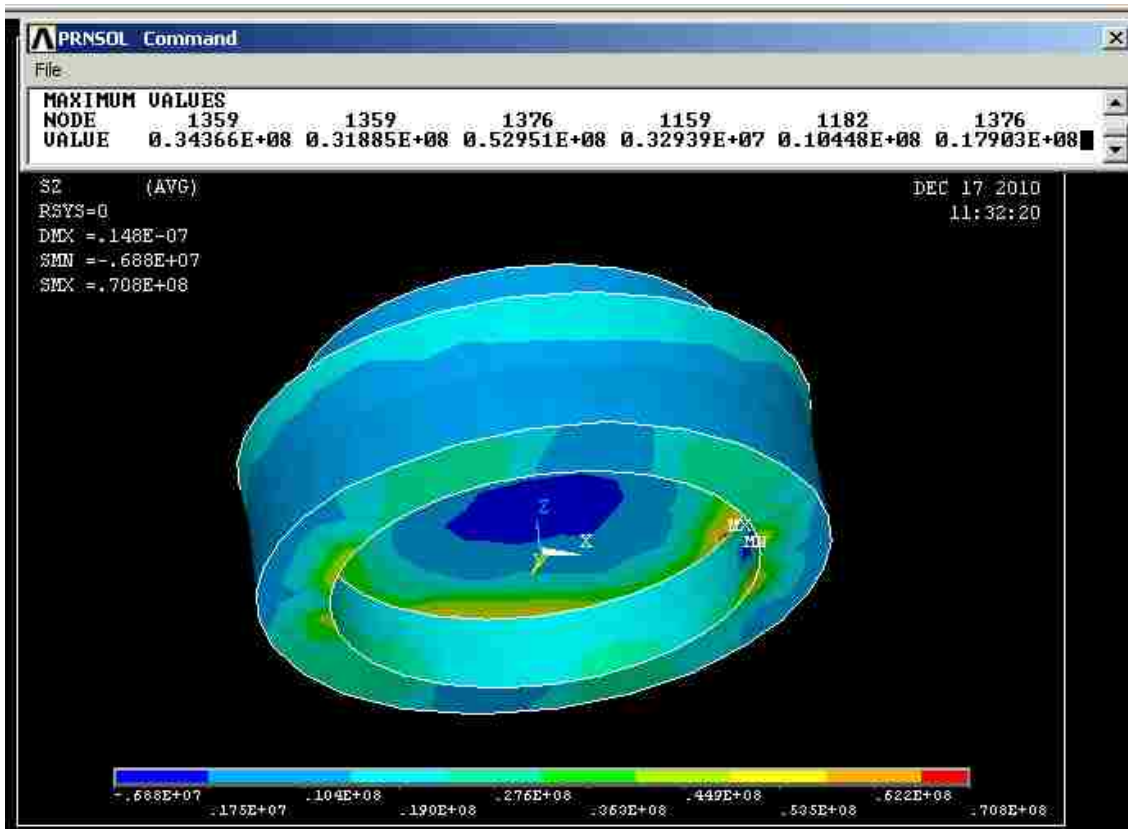 PRNSOL Command
File
MAXIMUM VALUES
NODE 1359 1359 1376 1159 1182 1376
VALUE 0.34366E+08 0.31885E+08 0.52951E+08 0.32939E+07 0.10448E+08 0.17903E+08
SZ (AVG)
RSYS=0
DMX =.148E-07
SMN =-.688E+07
SMX =.708E+08
DEC 17 2010
11:32:20
Z
X
Y
MX
MN
-.688E+07 .104E+08 .276E+08 .449E+08 .622E+08
.175E+07 .190E+08 .363E+08 .535E+08 .708E+08